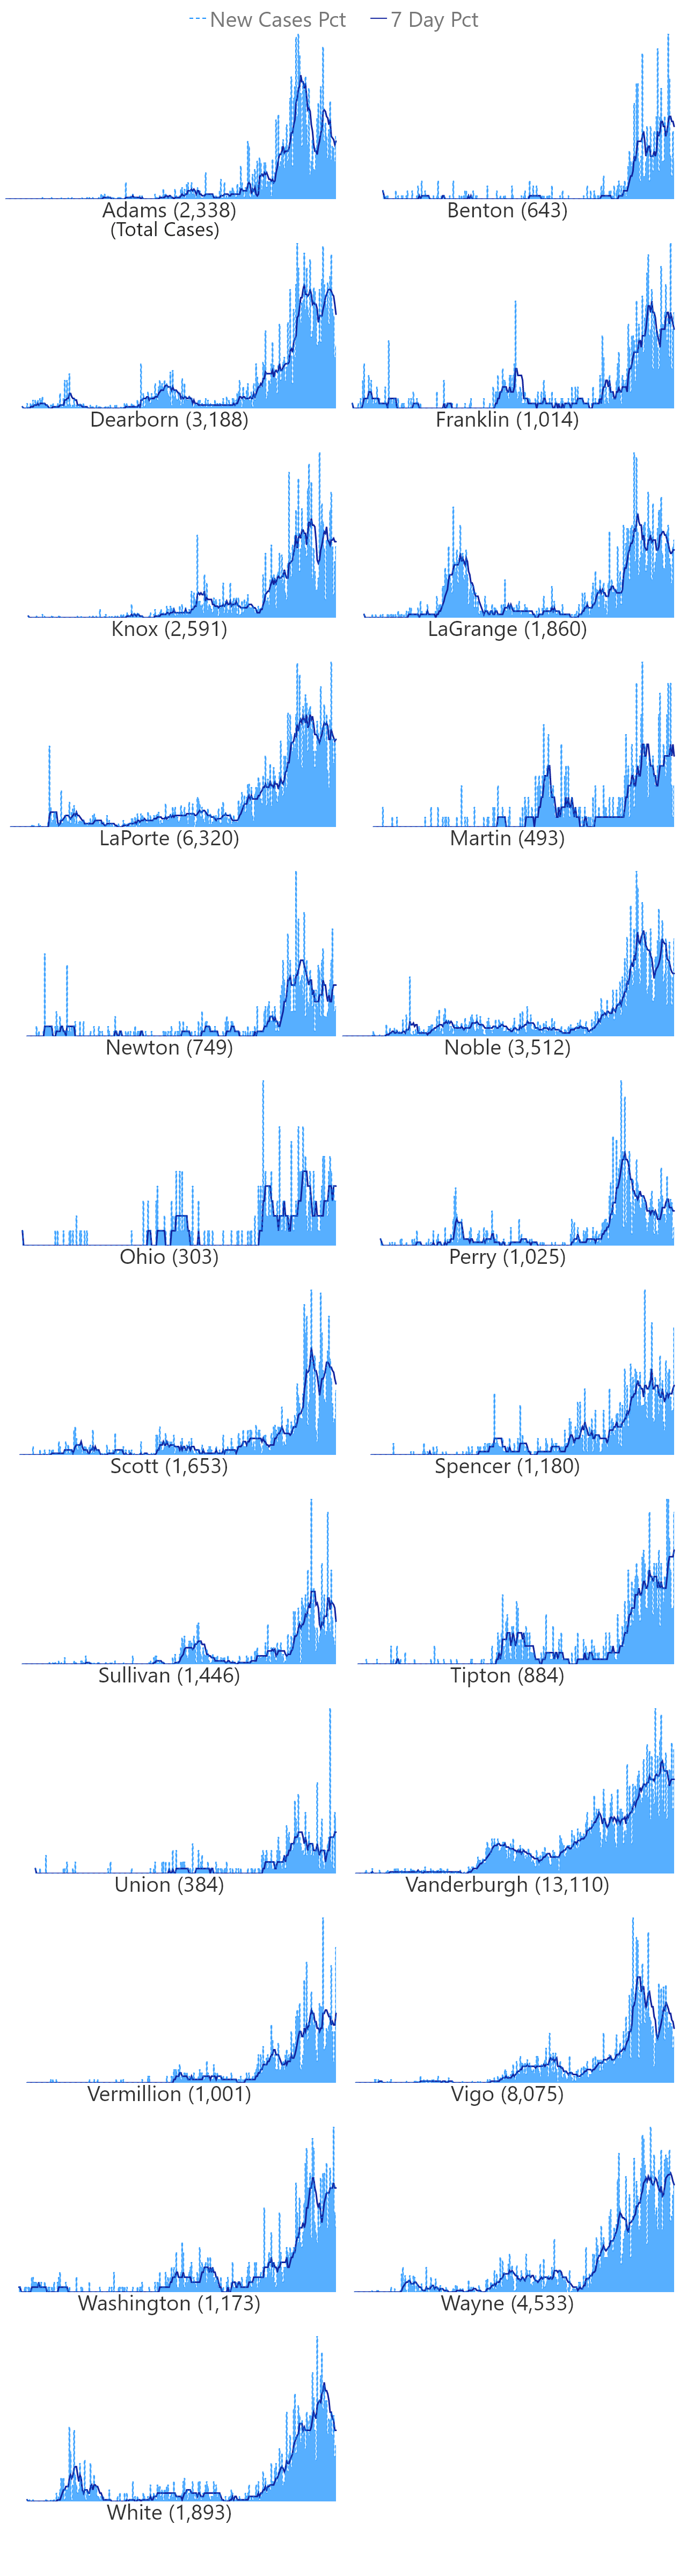 New Cases Pct 7 Day Pct
Adams (2,338) Benton (643)
(Total Cases)
Dearborn (3,188) Franklin (1,014)
Knox (2,591) LaGrange (1,860)
LaPorte (6,320) Martin (493)
Newton (749) Noble (3,512)
Ohio (303) Perry (1,025)
Scott (1,653) Spencer (1,180)
Sullivan (1,446) Tipton (884)
Union (384) Vanderburgh (13,110)
Vermillion (1,001) Vigo (8,075)
Washington (1,173) Wayne (4,533)
White (1,893)